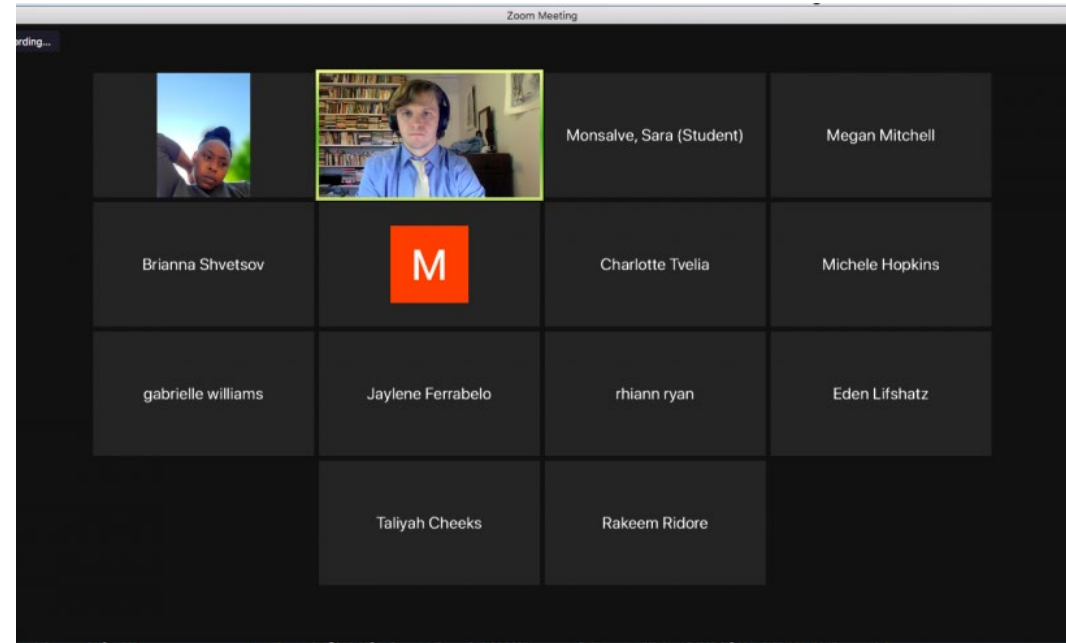 Zoom Meeting
ording...
Monsalve, Sara (Student)
Megan Mitchell
Brianna Shvetsov
M
Charlotte Tvelia
Michele Hopkins
gabrielle williams
Jaylene Ferrabelo
rhiann ryan
Eden Lifshatz
Taliyah Cheeks
Rakeem Ridore